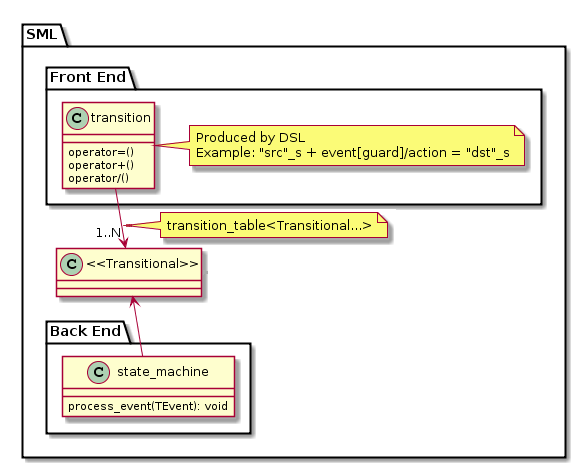 SML
Front End
C transition
operator=()
operator+()
operator/()
Produced by DSL
Example: "src"_s + event[guard]/action = "dst"_s
1..N
transition_table<Transitional...>
C <<Transitional>>
Back End
C state_machine
process_event(TEvent): void